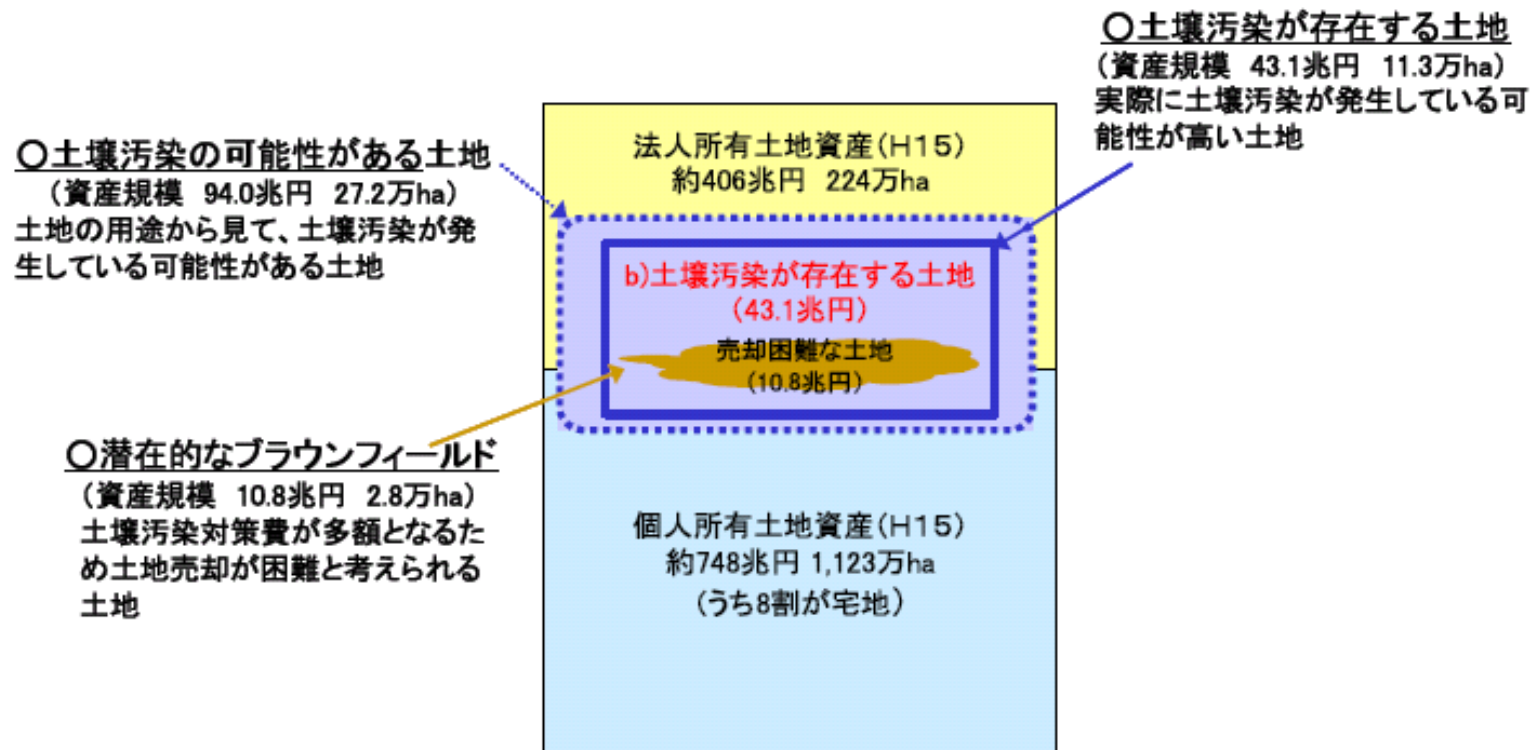 〇土壌汚染が存在する土地
（資産規模 43.1兆円 11.3万ha）
実際に土壌汚染が発生している可
能性が高い土地
〇土壌汚染の可能性がある土地
（資産規模 94.0兆円 27.2万ha）
土地の用途から見て、土壌汚染が発
生している可能性がある土地
法人所有土地資産（H15）
約406兆円 224万ha
b)土壌汚染が存在する土地
（43.1兆円）
売却困難な土地
（10.8兆円）
〇潜在的なブラウンフィールド
（資産規模 10.8兆円 2.8万ha）
土壌汚染対策費が多額となるた
め土地売却が困難と考えられる
土地
個人所有土地資産（H15）
約748兆円 1,123万ha
（うち8割が宅地）